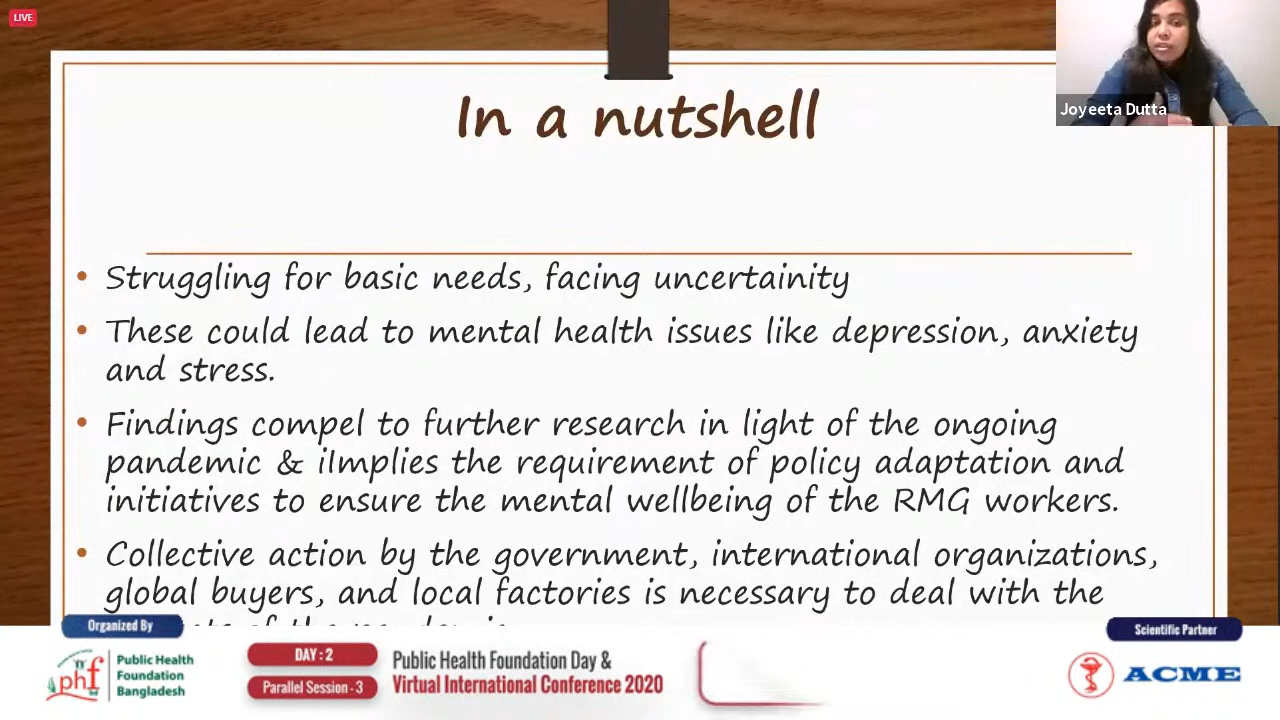 LIVE
Joyeeta Dutta
In a nutshell
• Struggling for basic needs, facing uncertainity
• These could lead to mental health issues like depression, anxiety
and stress.
• Findings compel to further research in light of the ongoing
pandemic & iImplies the requirement of policy adaptation and
initiatives to ensure the mental wellbeing of the RMG workers.
• Collective action by the government, international organizations,
global buyers, and local factories is necessary to deal with the
of the pandemic
Organized By
phf
Public Health
Foundation
Bangladesh
DAY : 2
Parallel Session - 3
Public Health Foundation Day &
Virtual International Conference 2020
Scientific Partner
ACME